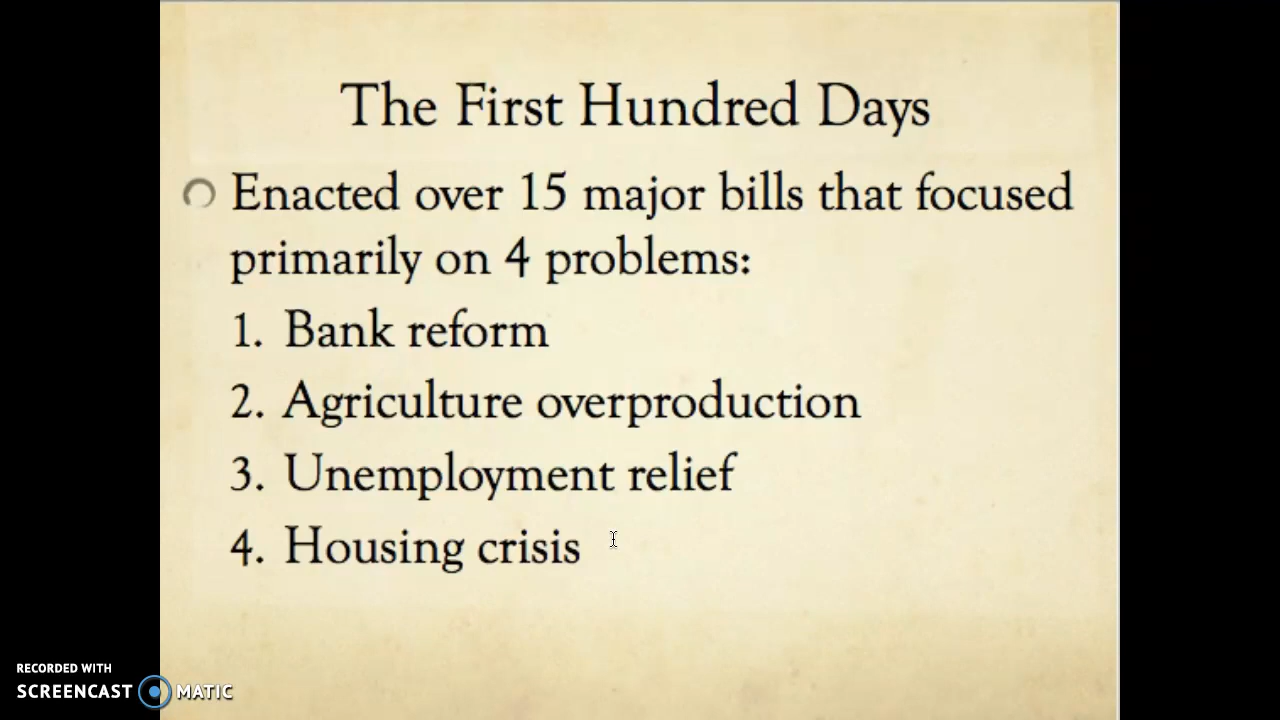 The First Hundred Days
Enacted over 15 major bills that focused
primarily on 4 problems:
1. Bank reform
2. Agriculture overproduction
3. Unemployment relief
4. Housing crisis
RECORDED WITH
SCREENCAST MATIC